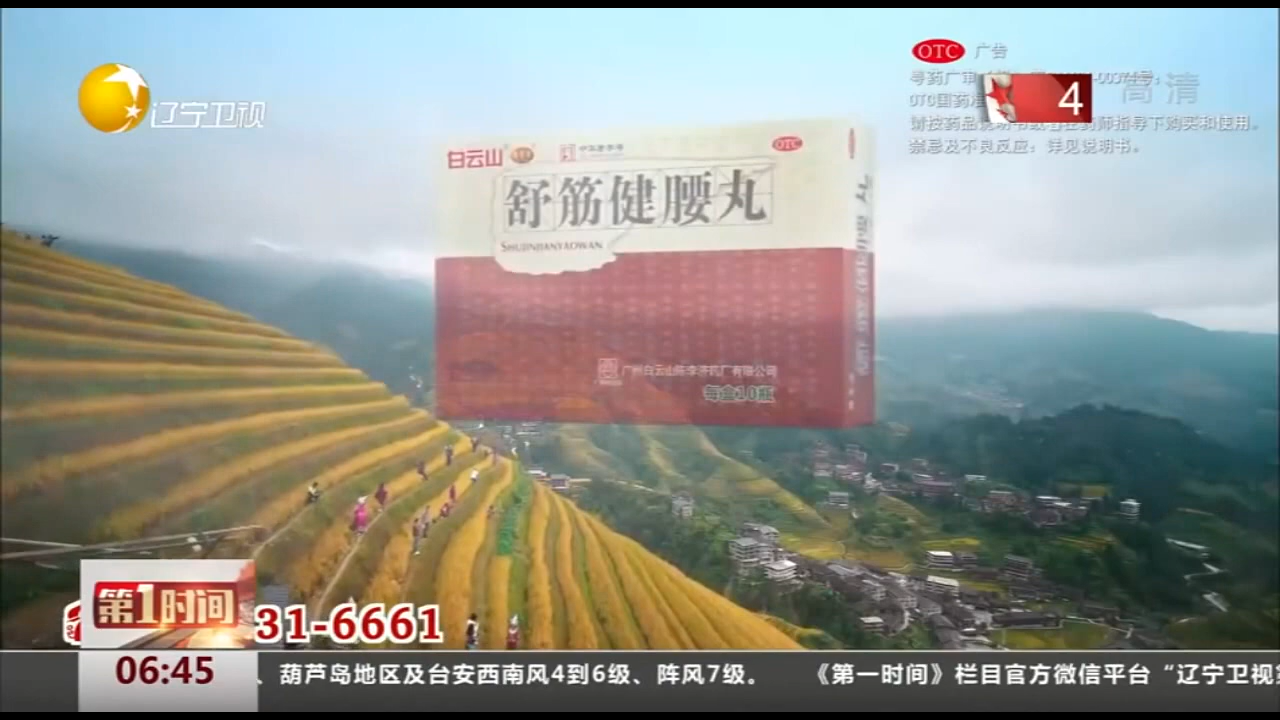 辽宁卫视
OTC 广告
粤药广审
4
高清
OTC国药准
请按药品说明书或在药师指导下购买和使用。
禁忌及不良反应：详见说明书。
白云山
OTC
舒筋健腰丸
SHUJINJIANYAOWAN
广州白云山陈李济药厂有限公司
每盒10瓶
第1时间
31-6661
06:45
、葫芦岛地区及台安西南风4到6级、阵风7级。 《第一时间》栏目官方微信平台“辽宁卫视